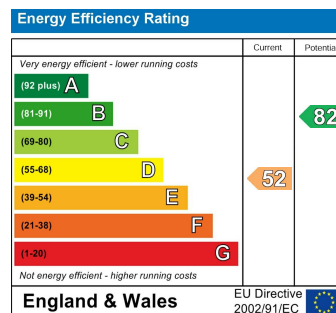 Energy Efficiency Rating
Current Potential
Very energy efficient - lower running costs
(92 plus) A
(81-91) B
82
(69-80) C
(55-68) D
52
(39-54) E
(21-38) F
(1-20) G
Not energy efficient - higher running costs
England & Wales
EU Directive
2002/91/EC